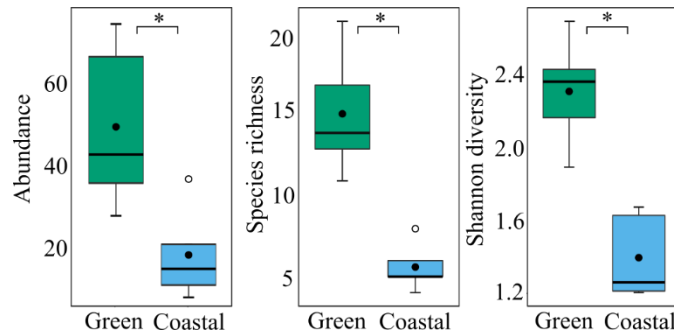 Abundance
60
40
20
*
Green Coastal
Species richness
20
15
10
5
*
Green Coastal
Shannon diversity
2.4
2.0
1.6
1.2
*
Green Coastal